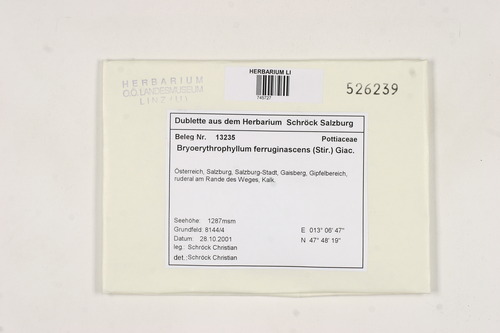 HERBARIUM
O.Ö. LANDESMUSEUM
LINZ (LI)
HERBARIUM LI
745727
526239
Dublette aus dem Herbarium Schröck Salzburg
Beleg Nr. 13235 Pottiaceae
Bryoerythrophyllum ferruginascens (Stir.) Giac.
Österreich, Salzburg, Salzburg-Stadt, Gaisberg, Gipfelbereich,
ruderal am Rande des Weges, Kalk.
Seehöhe: 1287msm
Grundfeld: 8144/4 E 013° 06' 47"
Datum: 28.10.2001 N 47° 48' 19"
leg.: Schröck Christian
det.: Schröck Christian